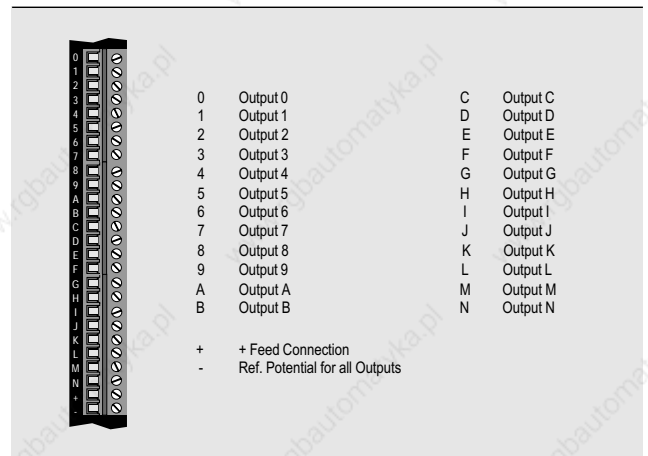 0
1
2
3
4
5
6
7
8
9
A
B
C
D
E
F
G
H
I
J
K
L
M
N
+
-
0 Output 0
1 Output 1
2 Output 2
3 Output 3
4 Output 4
5 Output 5
6 Output 6
7 Output 7
8 Output 8
9 Output 9
A Output A
B Output B
+ + Feed Connection
- Ref. Potential for all Outputs
C Output C
D Output D
E Output E
F Output F
G Output G
H Output H
I Output I
J Output J
K Output K
L Output L
M Output M
N Output N